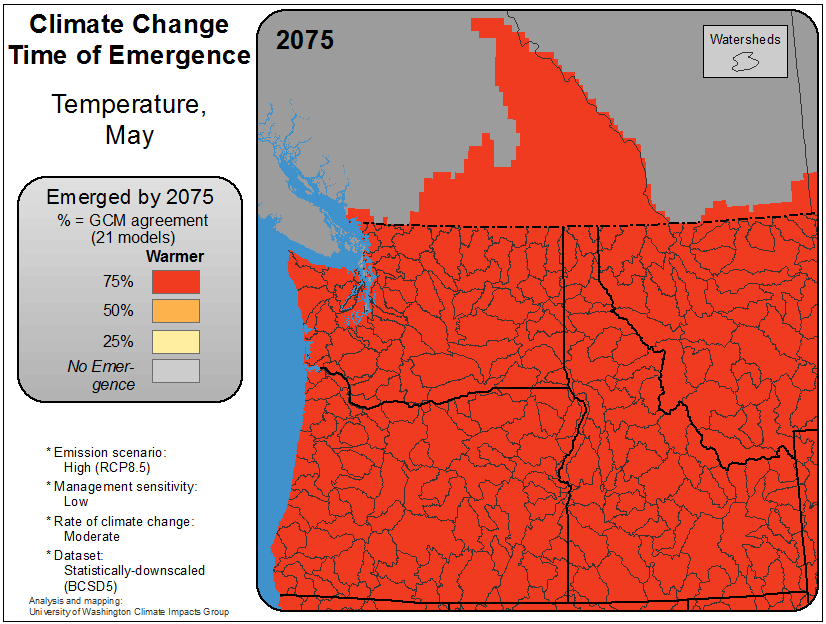 Climate Change
Time of Emergence
Temperature,
May
Emerged by 2075
% = GCM agreement
(21 models)
Warmer
75%
50%
25%
No Emer-
gence
* Emission scenario:
High (RCP8.5)
* Management sensitivity:
Low
* Rate of climate change:
Moderate
* Dataset:
Statistically-downscaled
(BCSD5)
Analysis and mapping:
University of Washington Climate Impacts Group
2075
Watersheds